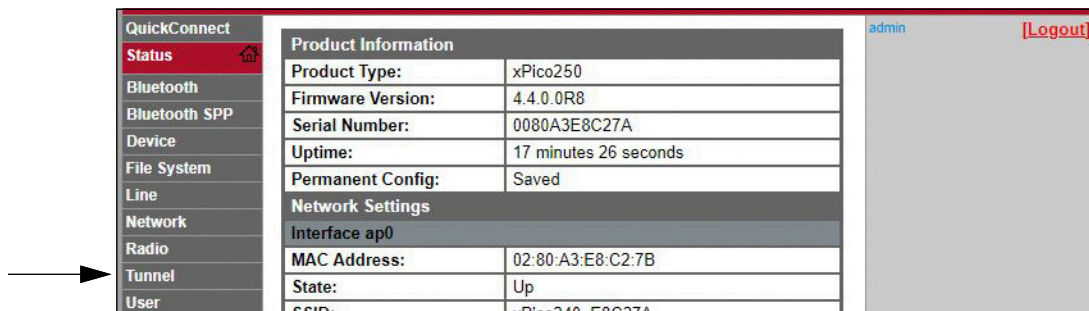 QuickConnect
Status
Bluetooth
Bluetooth SPP
Device
File System
Line
Network
Radio
Tunnel
User
Product Information
Product Type: xPico250
Firmware Version: 4.4.0.0R8
Serial Number: 0080A3E8C27A
Uptime: 17 minutes 26 seconds
Permanent Config: Saved
Network Settings
Interface ap0
MAC Address: 02:80:A3:E8:C2:7B
State: Up
admin
[Logout]